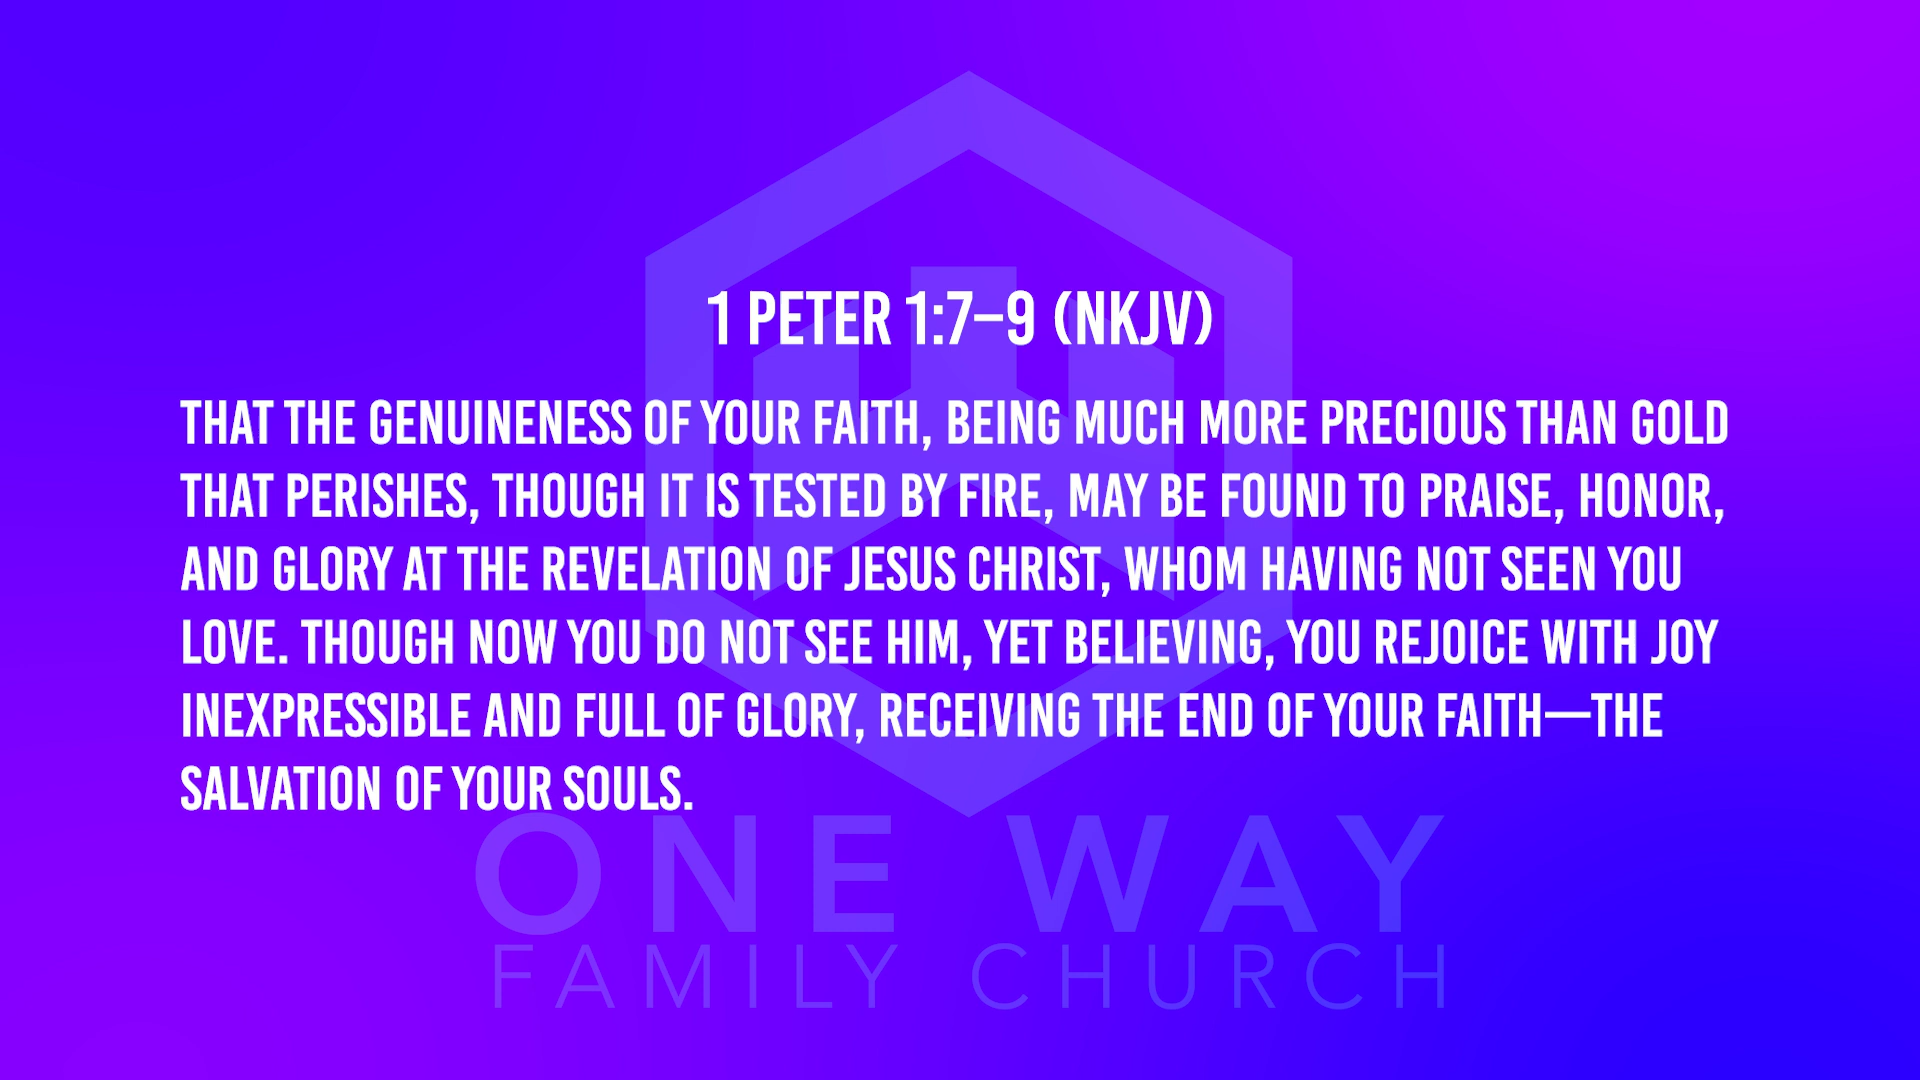 1 PETER 1:7–9 (NKJV)
THAT THE GENUINENESS OF YOUR FAITH, BEING MUCH MORE PRECIOUS THAN GOLD
THAT PERISHES, THOUGH IT IS TESTED BY FIRE, MAY BE FOUND TO PRAISE, HONOR,
AND GLORY AT THE REVELATION OF JESUS CHRIST, WHOM HAVING NOT SEEN YOU
LOVE. THOUGH NOW YOU DO NOT SEE HIM, YET BELIEVING, YOU REJOICE WITH JOY
INEXPRESSIBLE AND FULL OF GLORY, RECEIVING THE END OF YOUR FAITH—THE
SALVATION OF YOUR SOULS.
ONE WAY
FAMILY CHURCH